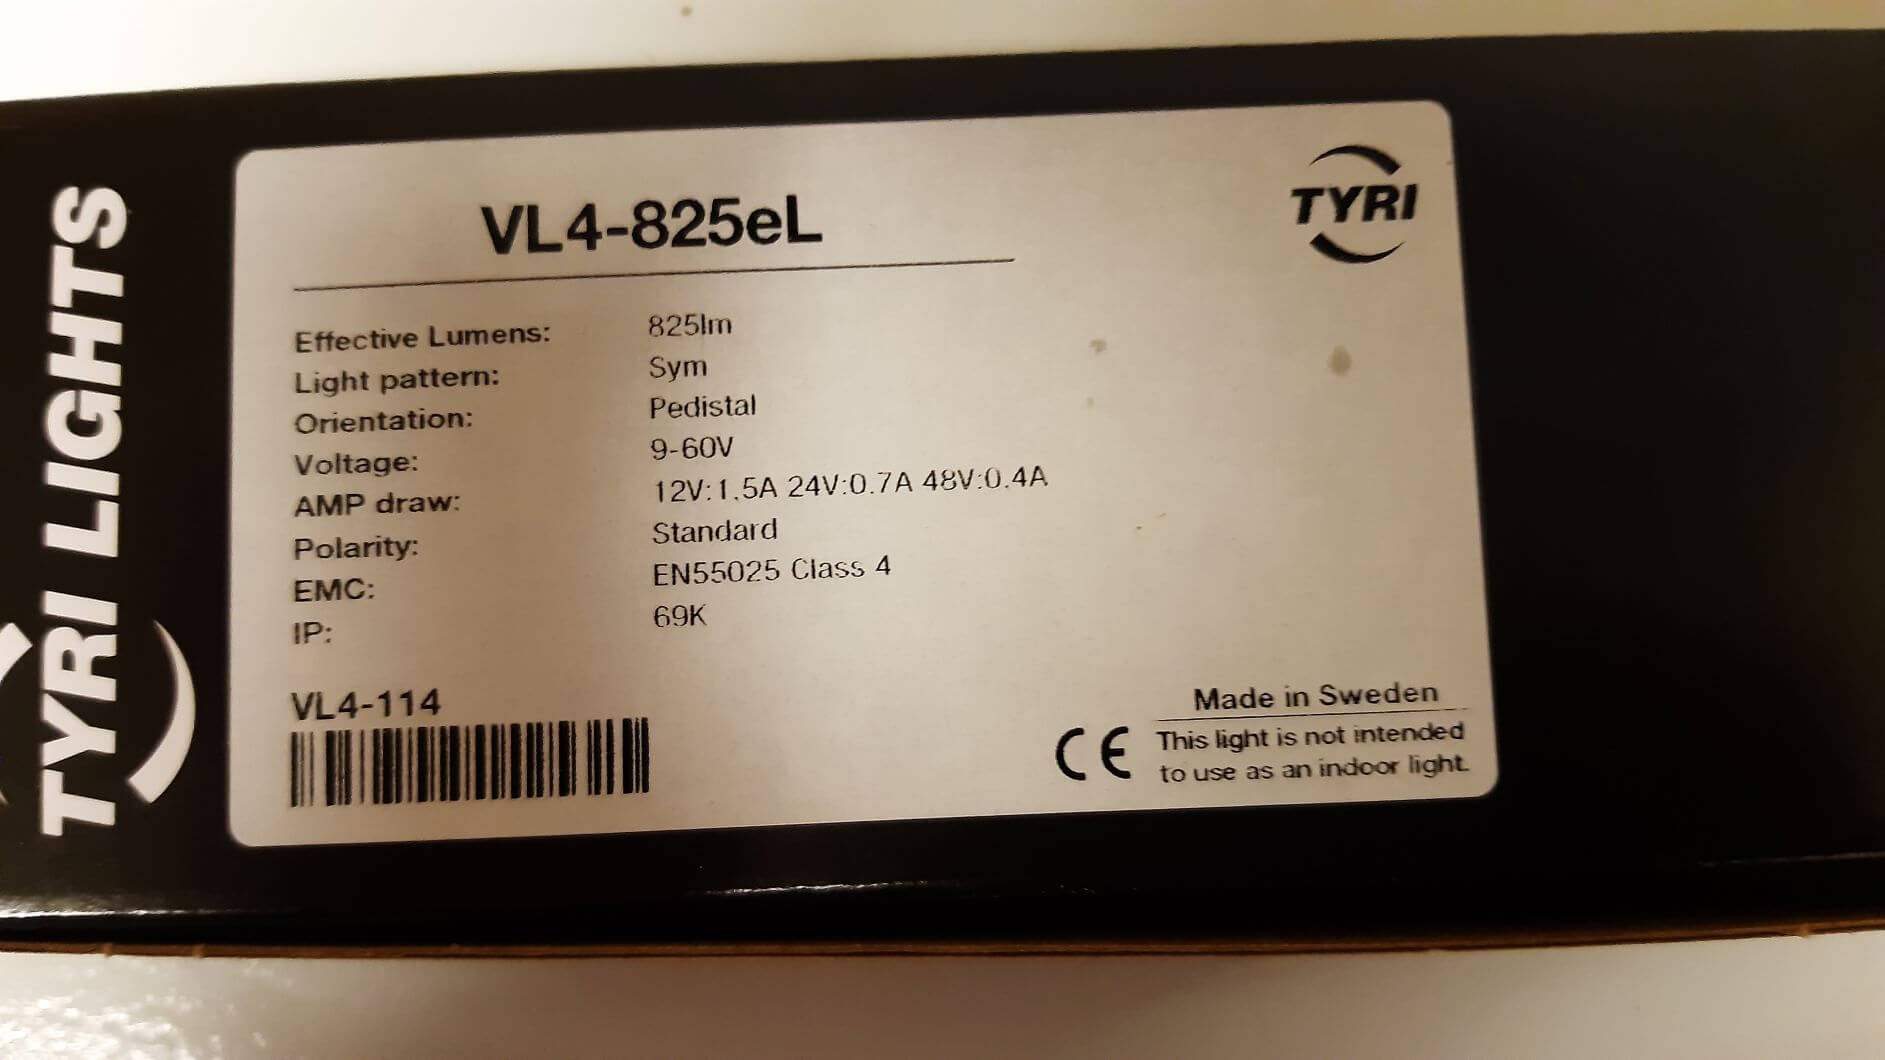 TYRI LIGHTS
VL4-825eL
TYRI
Effective Lumens: 825lm
Light pattern: Sym
Orientation: Pedistal
Voltage: 9-60V
AMP draw: 12V:1.5A 24V:0.7A 48V:0.4A
Polarity: Standard
EMC: EN55025 Class 4
IP: 69K
VL4-114
Made in Sweden
CE
This light is not intended
to use as an indoor light.